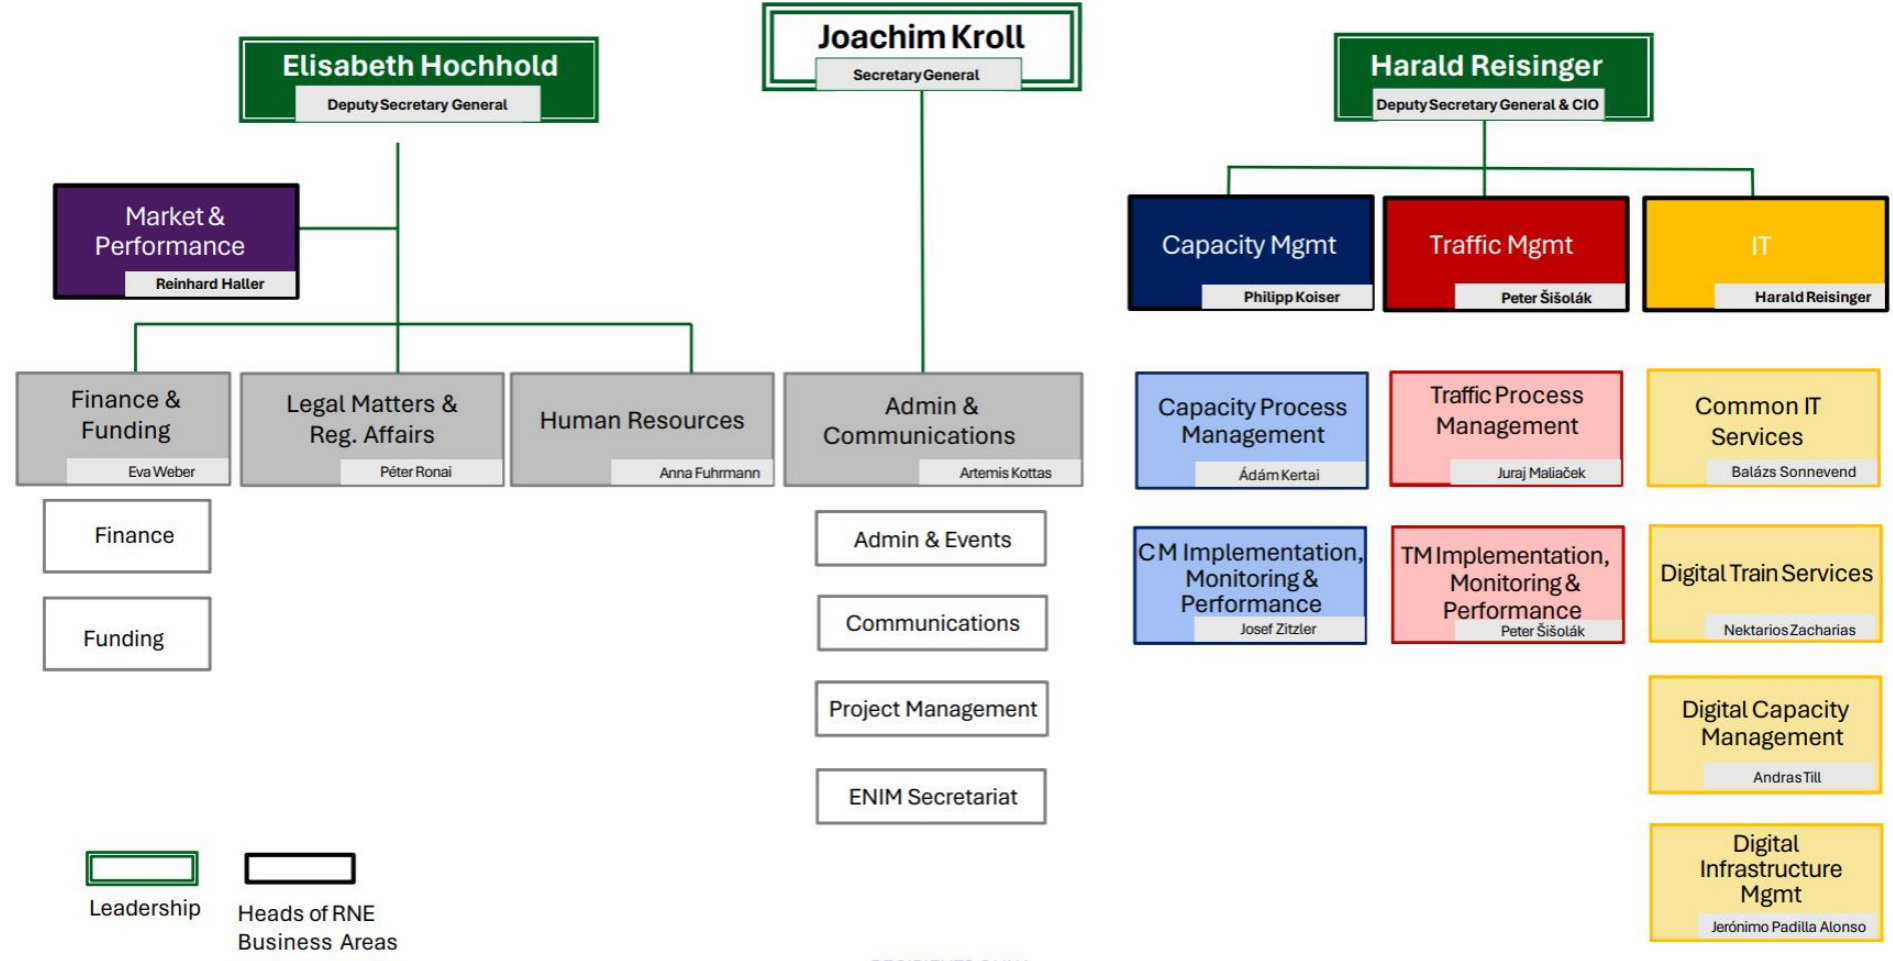 Elisabeth Hochhold
Deputy Secretary General
Joachim Kroll
Secretary General
Harald Reisinger
Deputy Secretary General & CIO
Market &
Performance
Reinhard Haller
Capacity Mgmt
Philipp Koiser
Traffic Mgmt
Peter Šišolák
IT
Harald Reisinger
Finance &
Funding
Eva Weber
Legal Matters &
Reg. Affairs
Péter Ronai
Human Resources
Anna Fuhrmann
Admin &
Communications
Artemis Kottas
Capacity Process
Management
Ádám Kertai
Traffic Process
Management
Juraj Maliaček
Common IT
Services
Balázs Sonnevend
Finance
Funding
Admin & Events
Communications
Project Management
ENIM Secretariat
CM Implementation,
Monitoring &
Performance
Josef Zitzler
TM Implementation,
Monitoring &
Performance
Peter Šišolák
Digital Train Services
Nektarios Zacharias
Digital Capacity
Management
Andras Till
Digital
Infrastructure
Mgmt
Jerónimo Padilla Alonso
Leadership
Heads of RNE
Business Areas